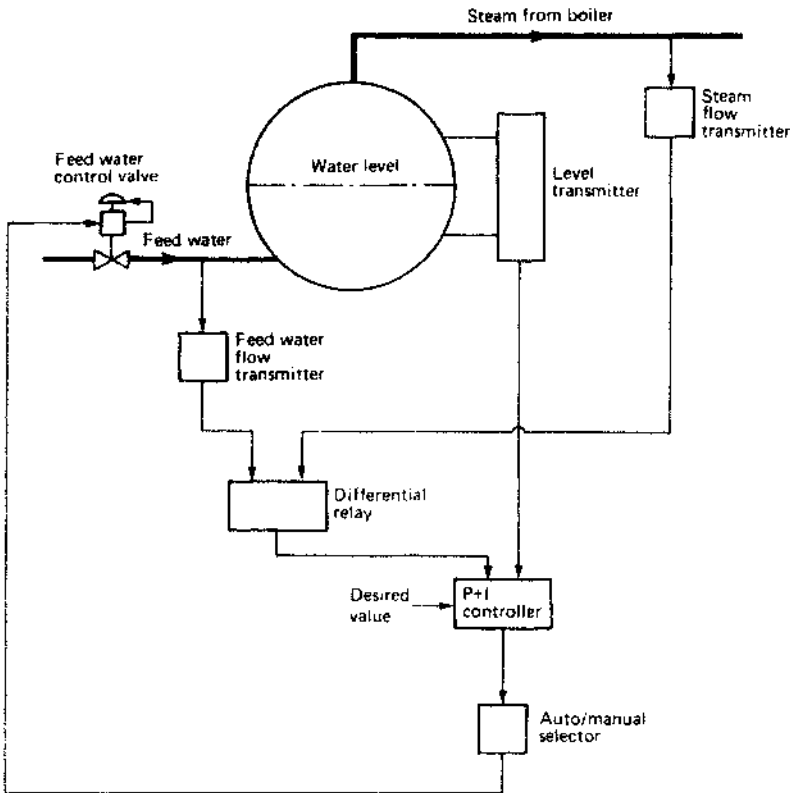 Steam from boiler
Steam
flow
transmitter
Water level
Level
transmitter
Feed water
control valve
Feed water
Feed water
flow
transmitter
Differential
relay
Desired
value
P+I
controller
Auto/manual
selector